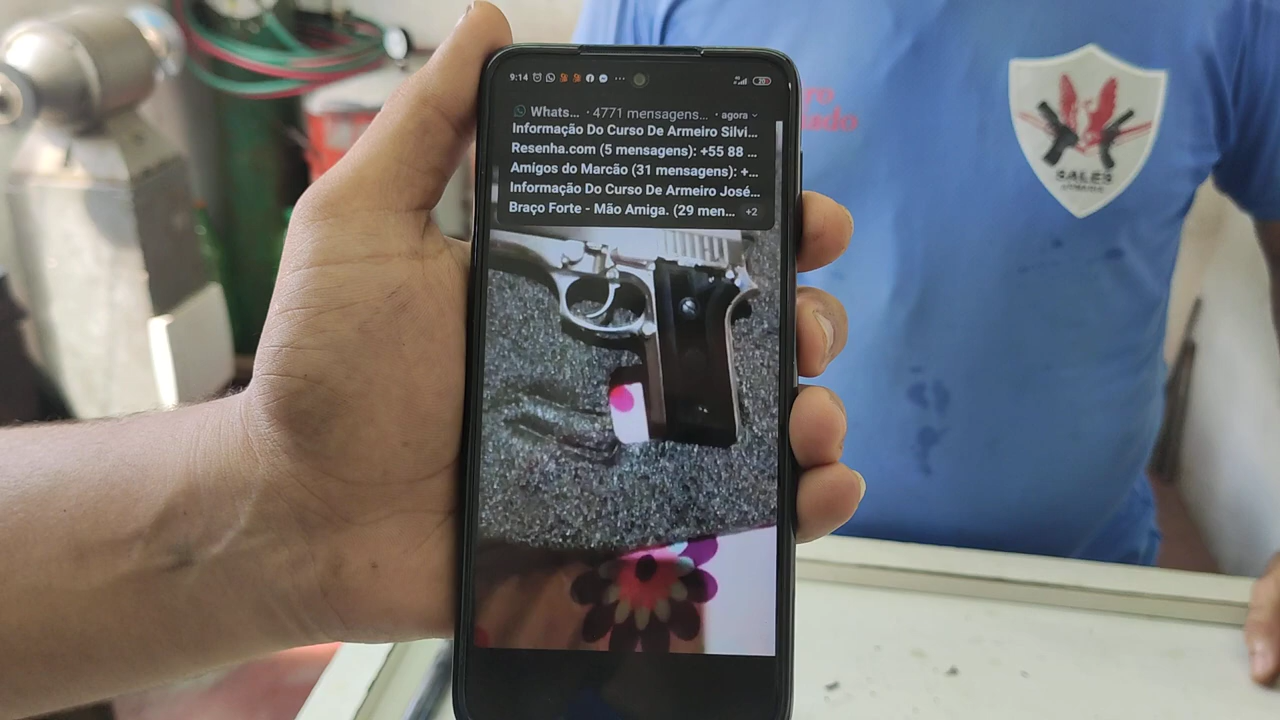 9:14
20
Whats... · 4771 mensagens... · agora
Informação Do Curso De Armeiro Silvi...
Resenha.com (5 mensagens): +55 88 ...
Amigos do Marcão (31 mensagens): +...
Informação Do Curso De Armeiro José...
Braço Forte - Mão Amiga. (29 men... +2
SALES